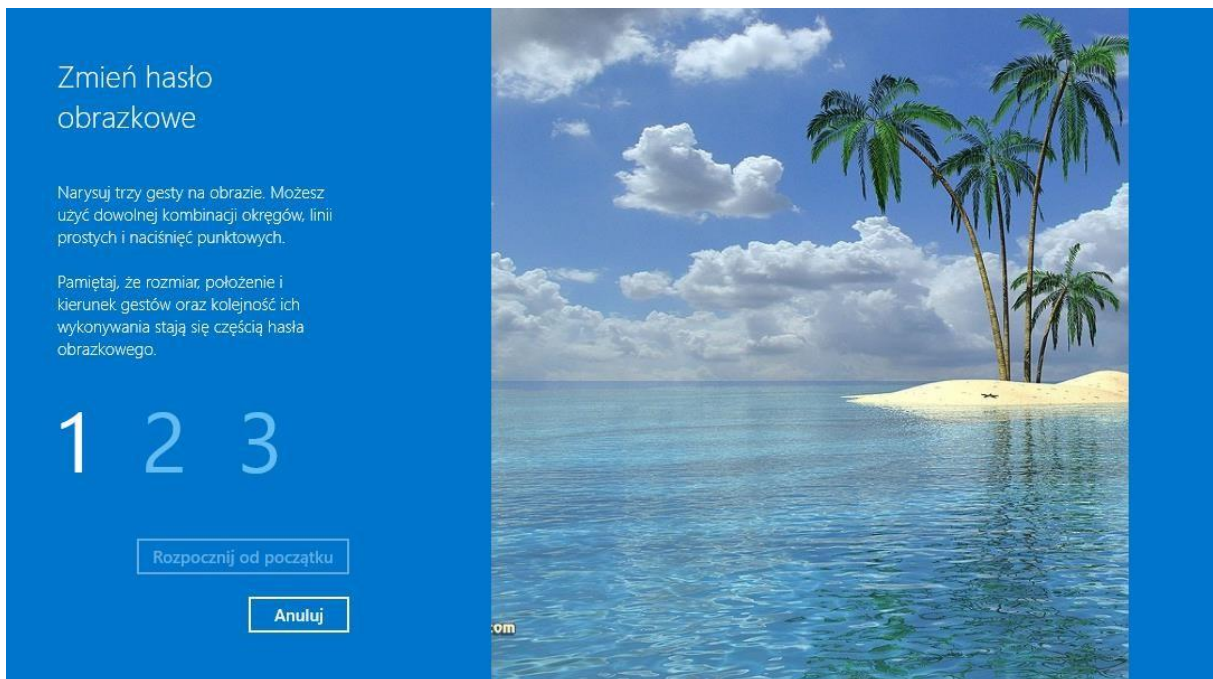 Zmień hasło
obrazkowe
Narysuj trzy gesty na obrazie. Możesz
użyć dowolnej kombinacji okręgów, linii
prostych i naciśnięć punktowych.
Pamiętaj, że rozmiar, położenie i
kierunek gestów oraz kolejność ich
wykonywania stają się częścią hasła
obrazkowego.
1 2 3
Rozpocznij od początku
Anuluj
com